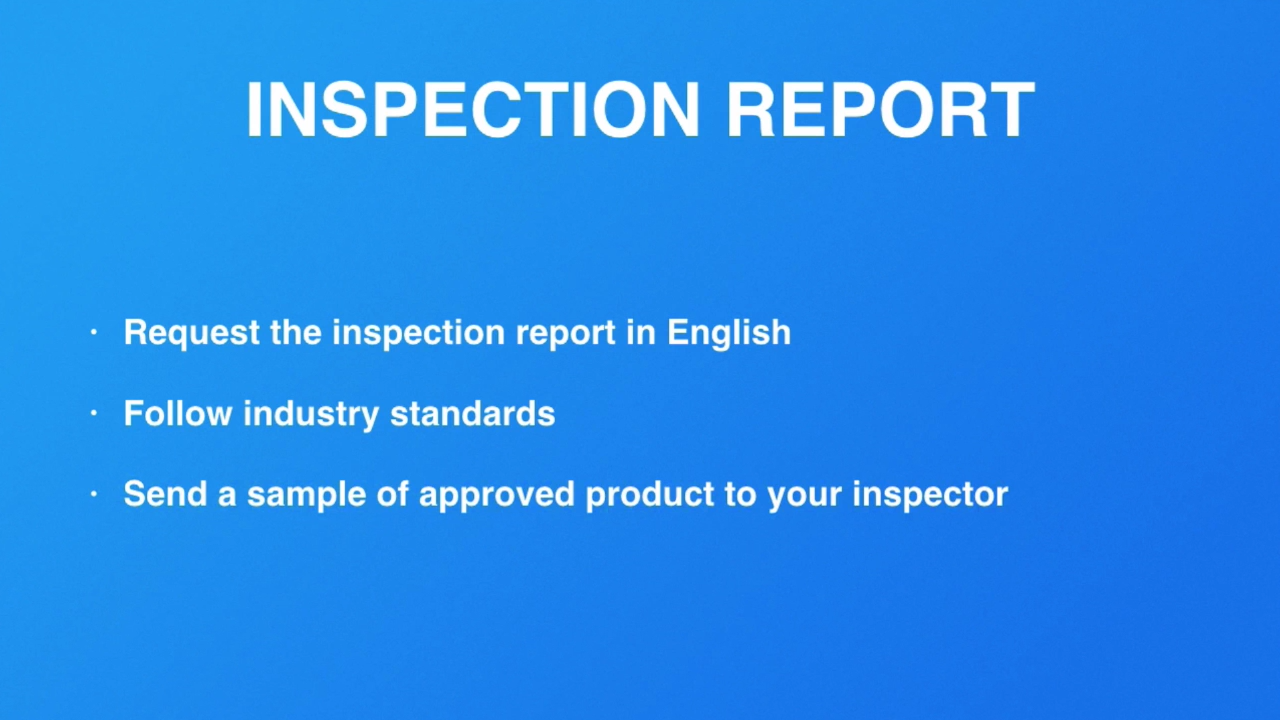 INSPECTION REPORT
· Request the inspection report in English
· Follow industry standards
· Send a sample of approved product to your inspector